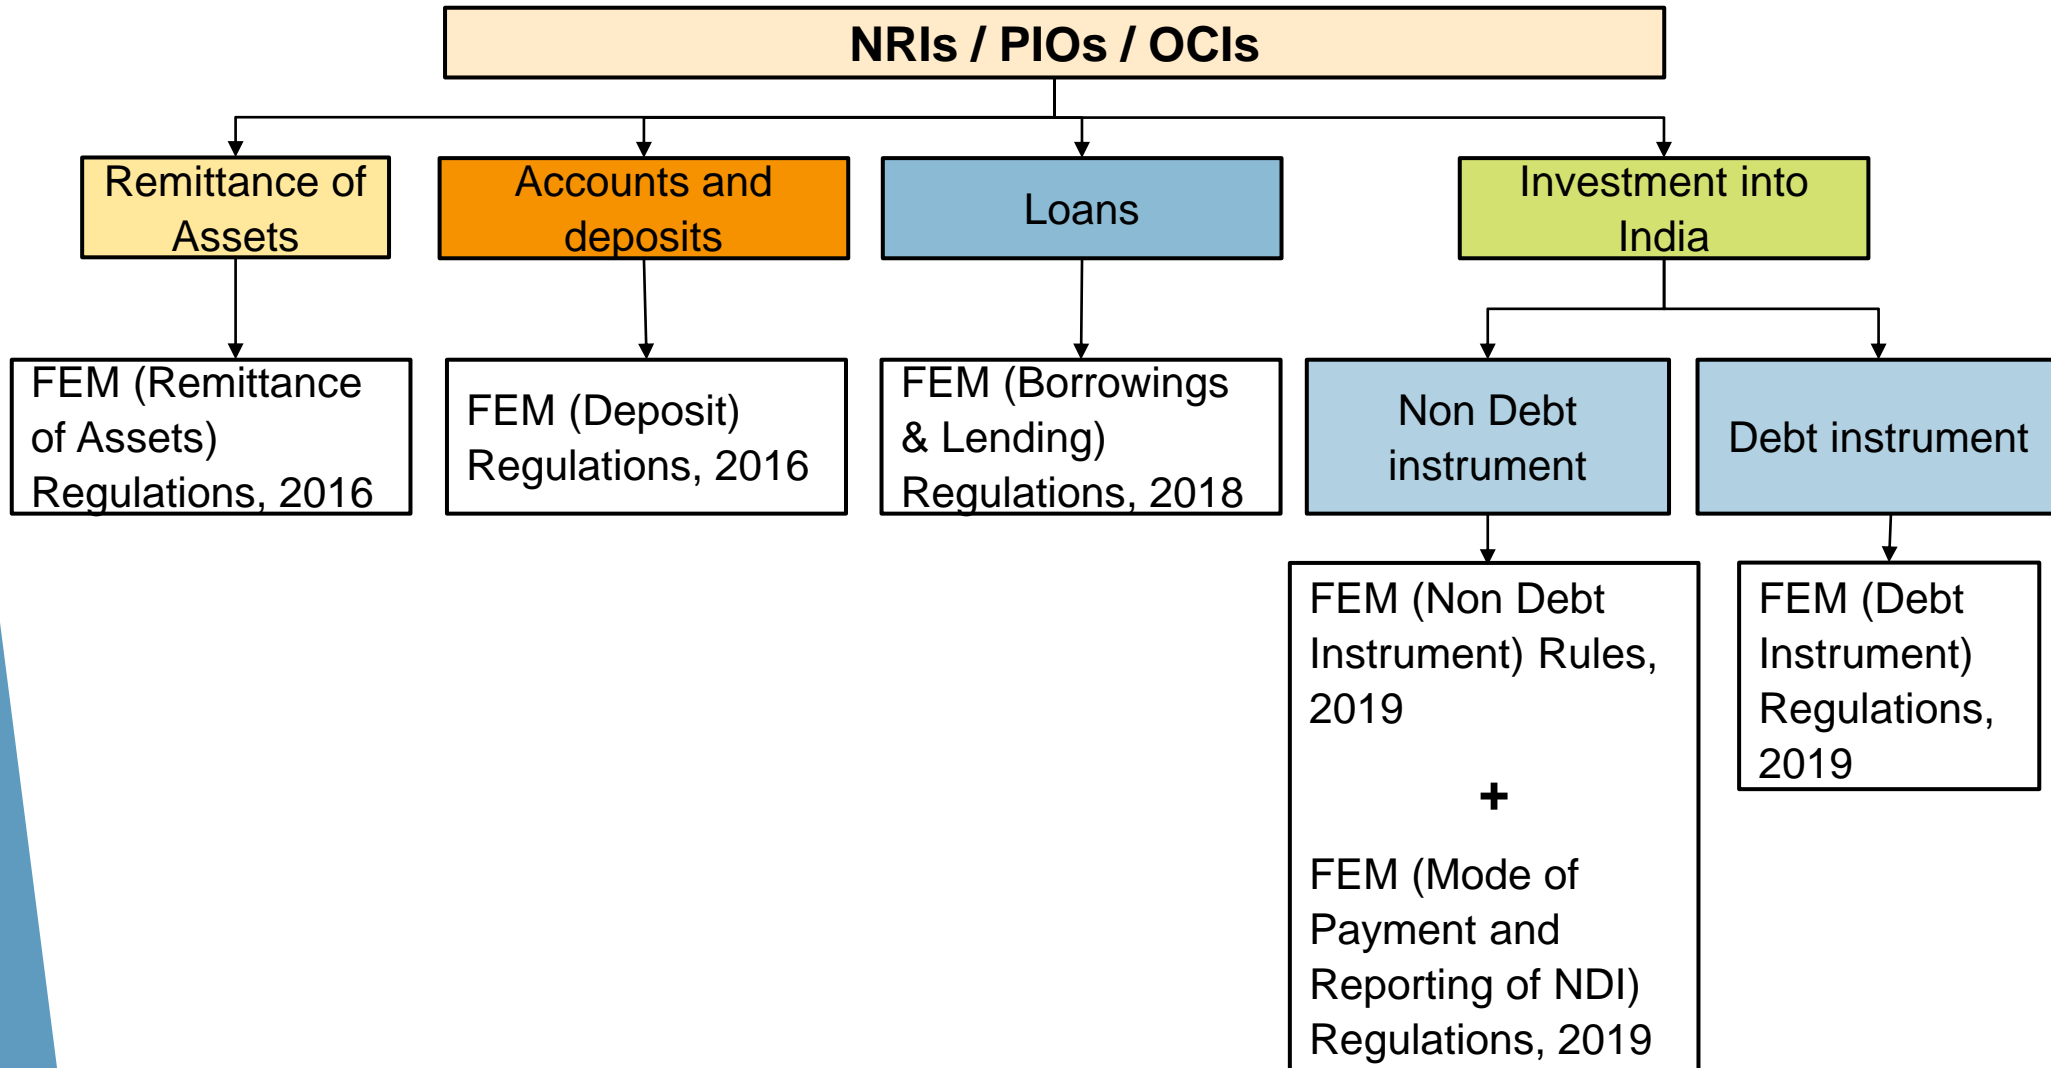 NRIs / PIOs / OCIs
Remittance of
Assets
Accounts and
deposits
Loans
Investment into
India
FEM (Remittance
of Assets)
Regulations, 2016
FEM (Deposit)
Regulations, 2016
FEM (Borrowings
& Lending)
Regulations, 2018
Non Debt
instrument
Debt instrument
FEM (Non Debt
Instrument) Rules,
2019
+
FEM (Mode of
Payment and
Reporting of NDI)
Regulations, 2019
FEM (Debt
Instrument)
Regulations,
2019